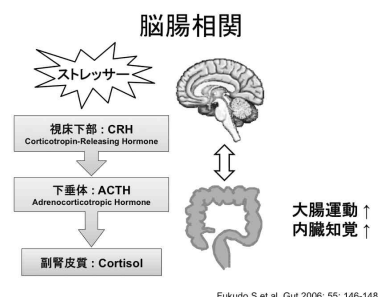 脳腸相関
ストレッサー
視床下部 : CRH
Corticotropin-Releasing Hormone
下垂体 : ACTH
Adrenocorticotropic Hormone
副腎皮質 : Cortisol
大腸運動 ↑
内臓知覚 ↑
Fukudo S et al. Gut 2006; 55: 146-148